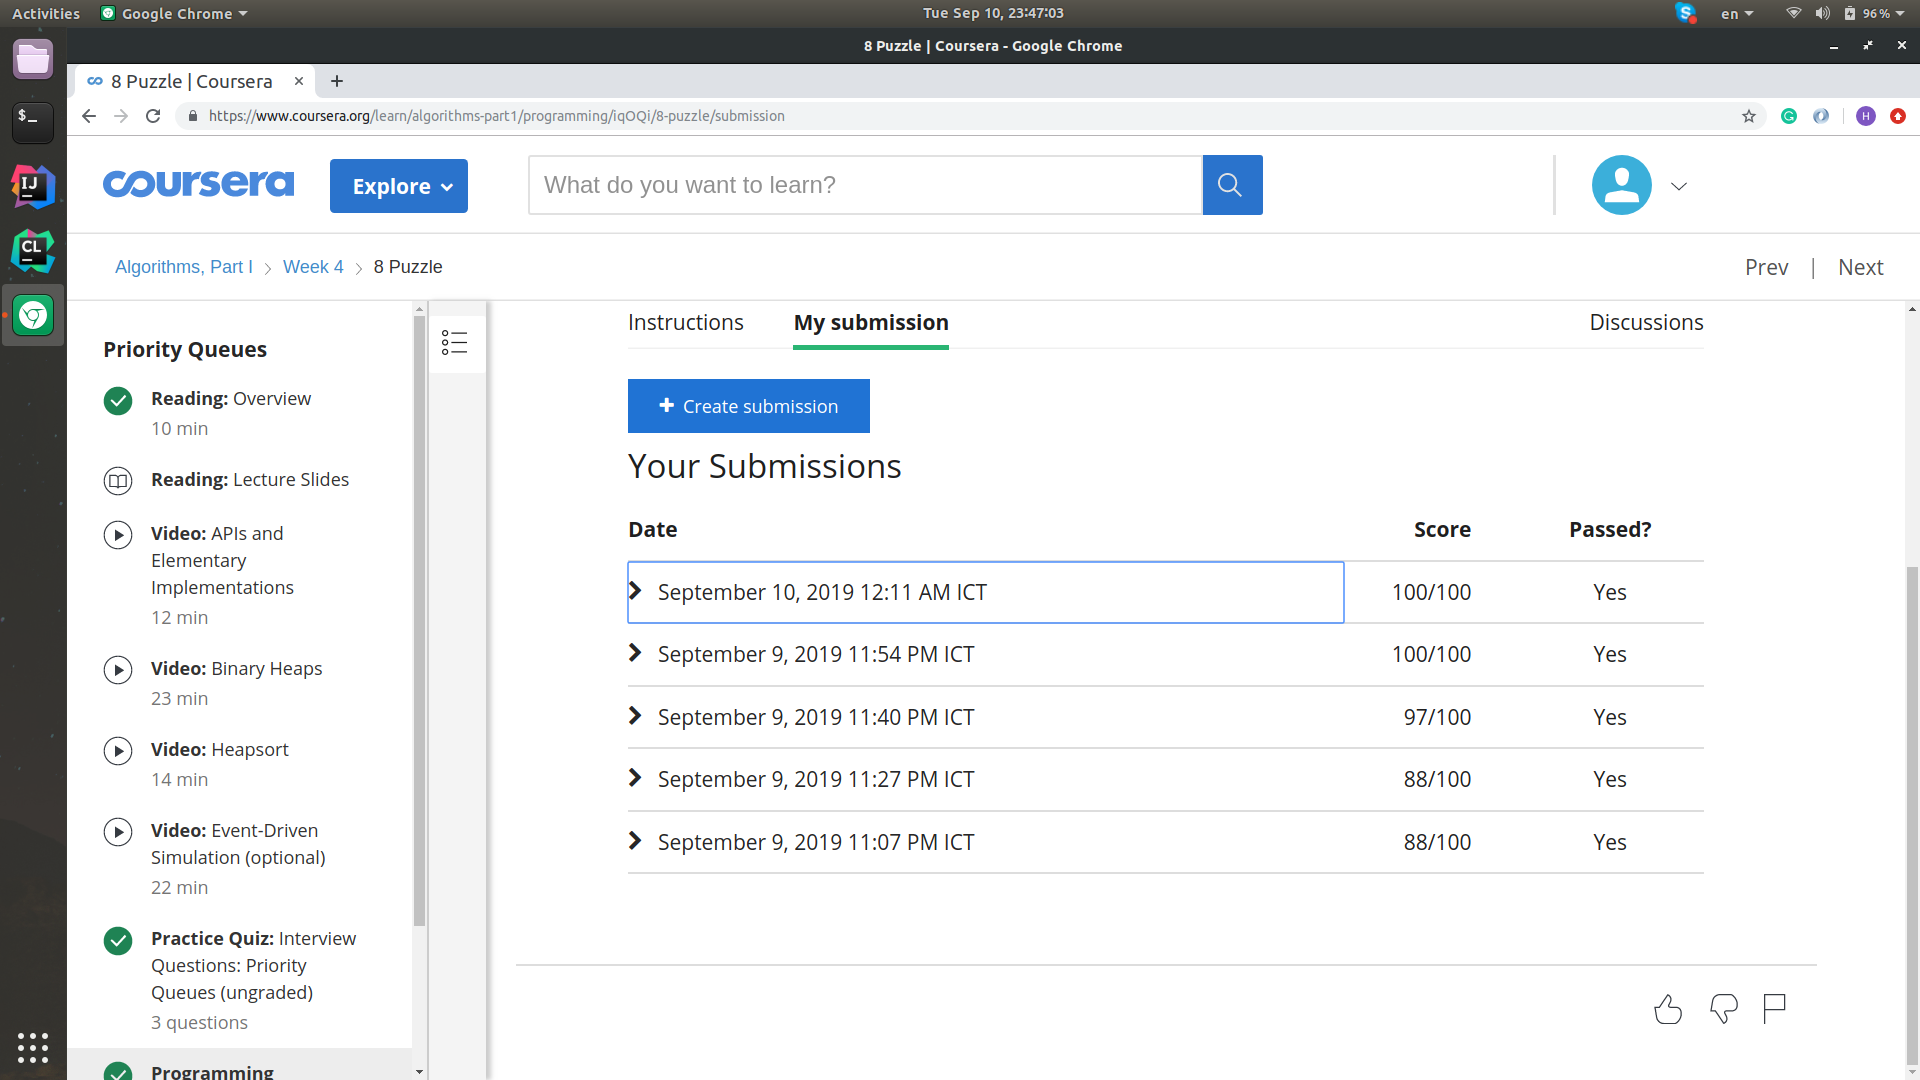 Activities
Google Chrome
Tue Sep 10, 23:47:03
en
96%
8 Puzzle | Coursera - Google Chrome
8 Puzzle | Coursera
https://www.coursera.org/learn/algorithms-part1/programming/iqOQi/8-puzzle/submission
H
$_
IJ
CL
coursera
Explore
What do you want to learn?
Algorithms, Part I
Week 4
8 Puzzle
Prev | Next
Priority Queues
Reading: Overview
10 min
Reading: Lecture Slides
Video: APIs and
Elementary
Implementations
12 min
Video: Binary Heaps
23 min
Video: Heapsort
14 min
Video: Event-Driven
Simulation (optional)
22 min
Practice Quiz: Interview
Questions: Priority
Queues (ungraded)
3 questions
Programming
Instructions
My submission
Discussions
+ Create submission
Your Submissions
Date Score Passed?
September 10, 2019 12:11 AM ICT 100/100 Yes
September 9, 2019 11:54 PM ICT 100/100 Yes
September 9, 2019 11:40 PM ICT 97/100 Yes
September 9, 2019 11:27 PM ICT 88/100 Yes
September 9, 2019 11:07 PM ICT 88/100 Yes